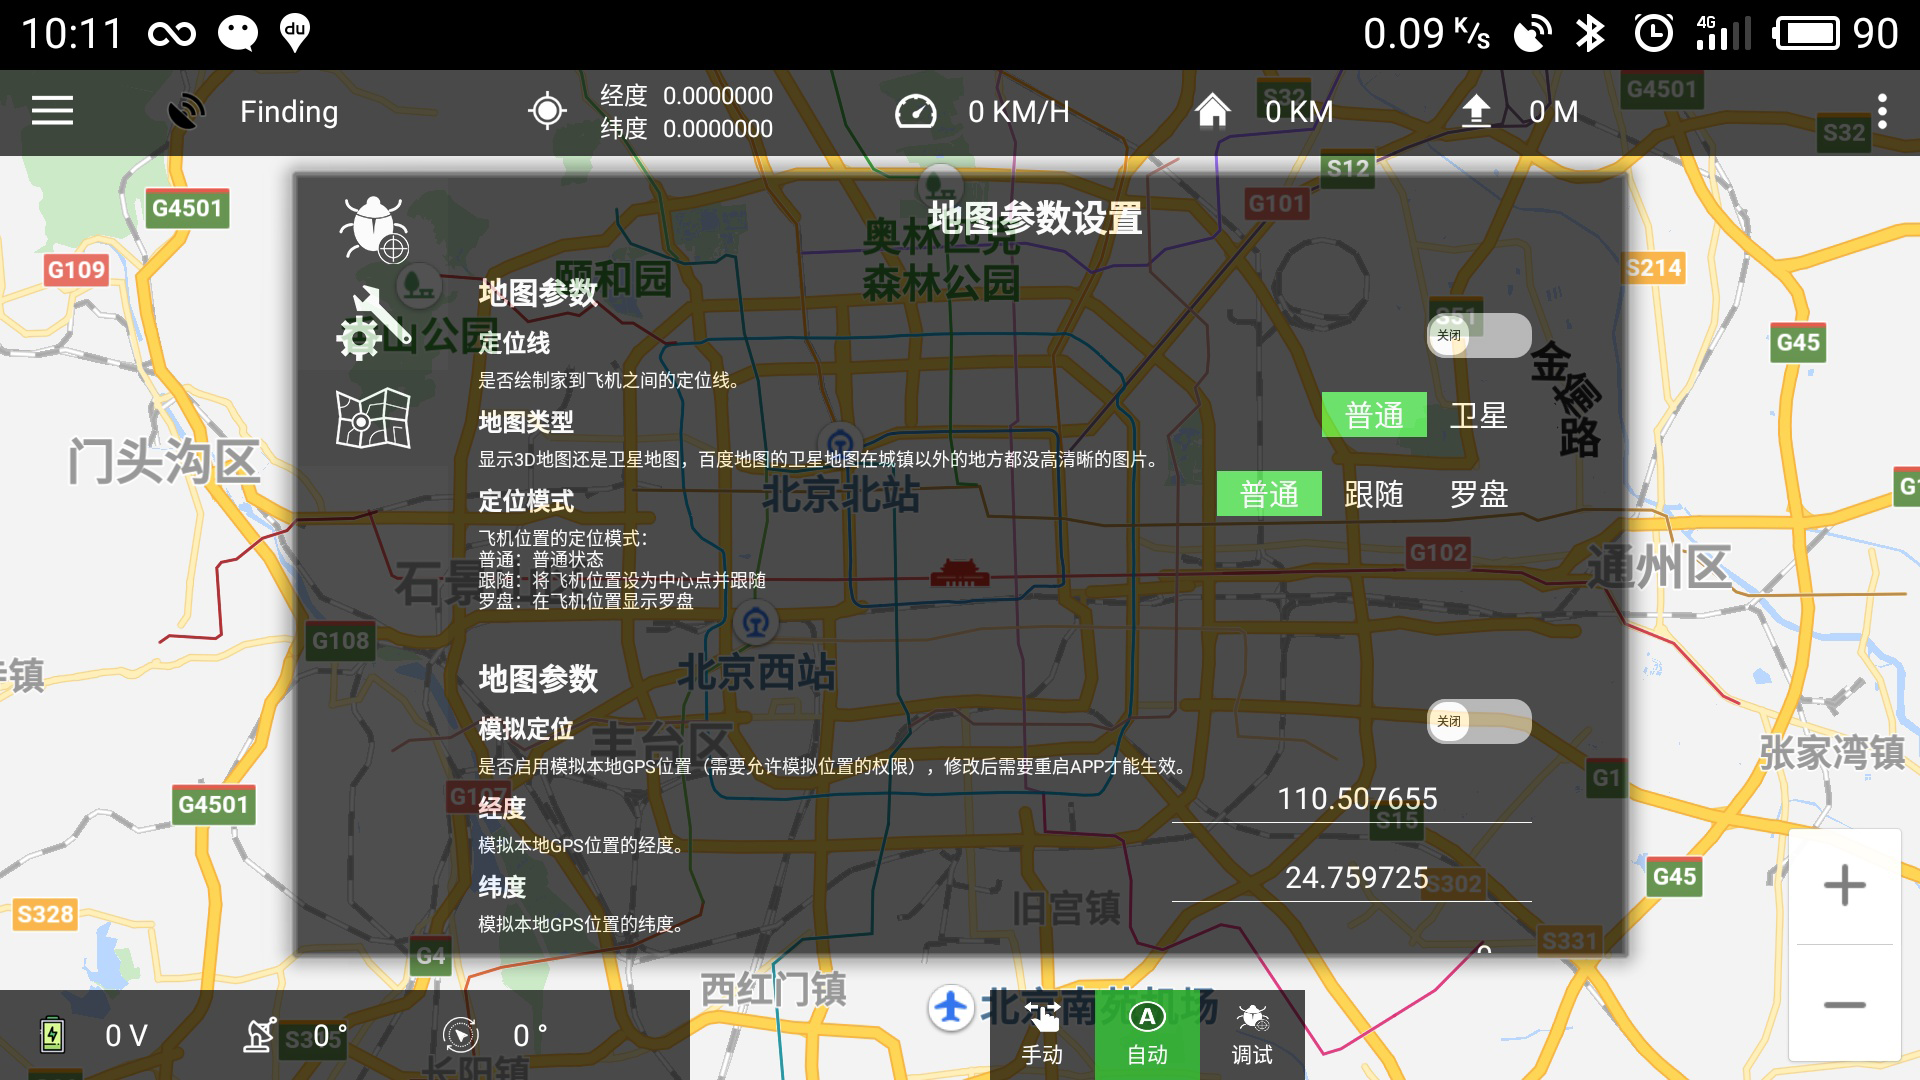 10:11
du
0.09 K/s
4G
90
Finding
经度 0.0000000
纬度 0.0000000
0 KM/H
0 KM
0 M
S32
G4501
S32
S12
G101
G4501
G109
S214
G45
地图参数设置
奥林匹克
森林公园
颐和园
香山公园
地图参数
定位线
关闭
S51
是否绘制家到飞机之间的定位线。
金榆路
地图类型
普通 卫星
显示3D地图还是卫星地图，百度地图的卫星地图在城镇以外的地方都没高清晰的图片。
门头沟区
北京北站
定位模式
普通 跟随 罗盘
飞机位置的定位模式：
普通：普通状态
跟随：将飞机位置设为中心点并跟随
罗盘：在飞机位置显示罗盘
G102
通州区
G108
北京西站
地图参数
模拟定位
关闭
丰台区
张家湾镇
是否启用模拟本地GPS位置（需要允许模拟位置的权限），修改后需要重启APP才能生效。
G1
G107
经度
110.507655
G4501
S15
模拟本地GPS位置的经度。
纬度
24.759725
S302
G45
模拟本地GPS位置的纬度。
旧宫镇
S328
S331
G4
西红门镇
北京南苑机场
0 V
0 °
0 °
长阳镇
A
手动
自动
调试